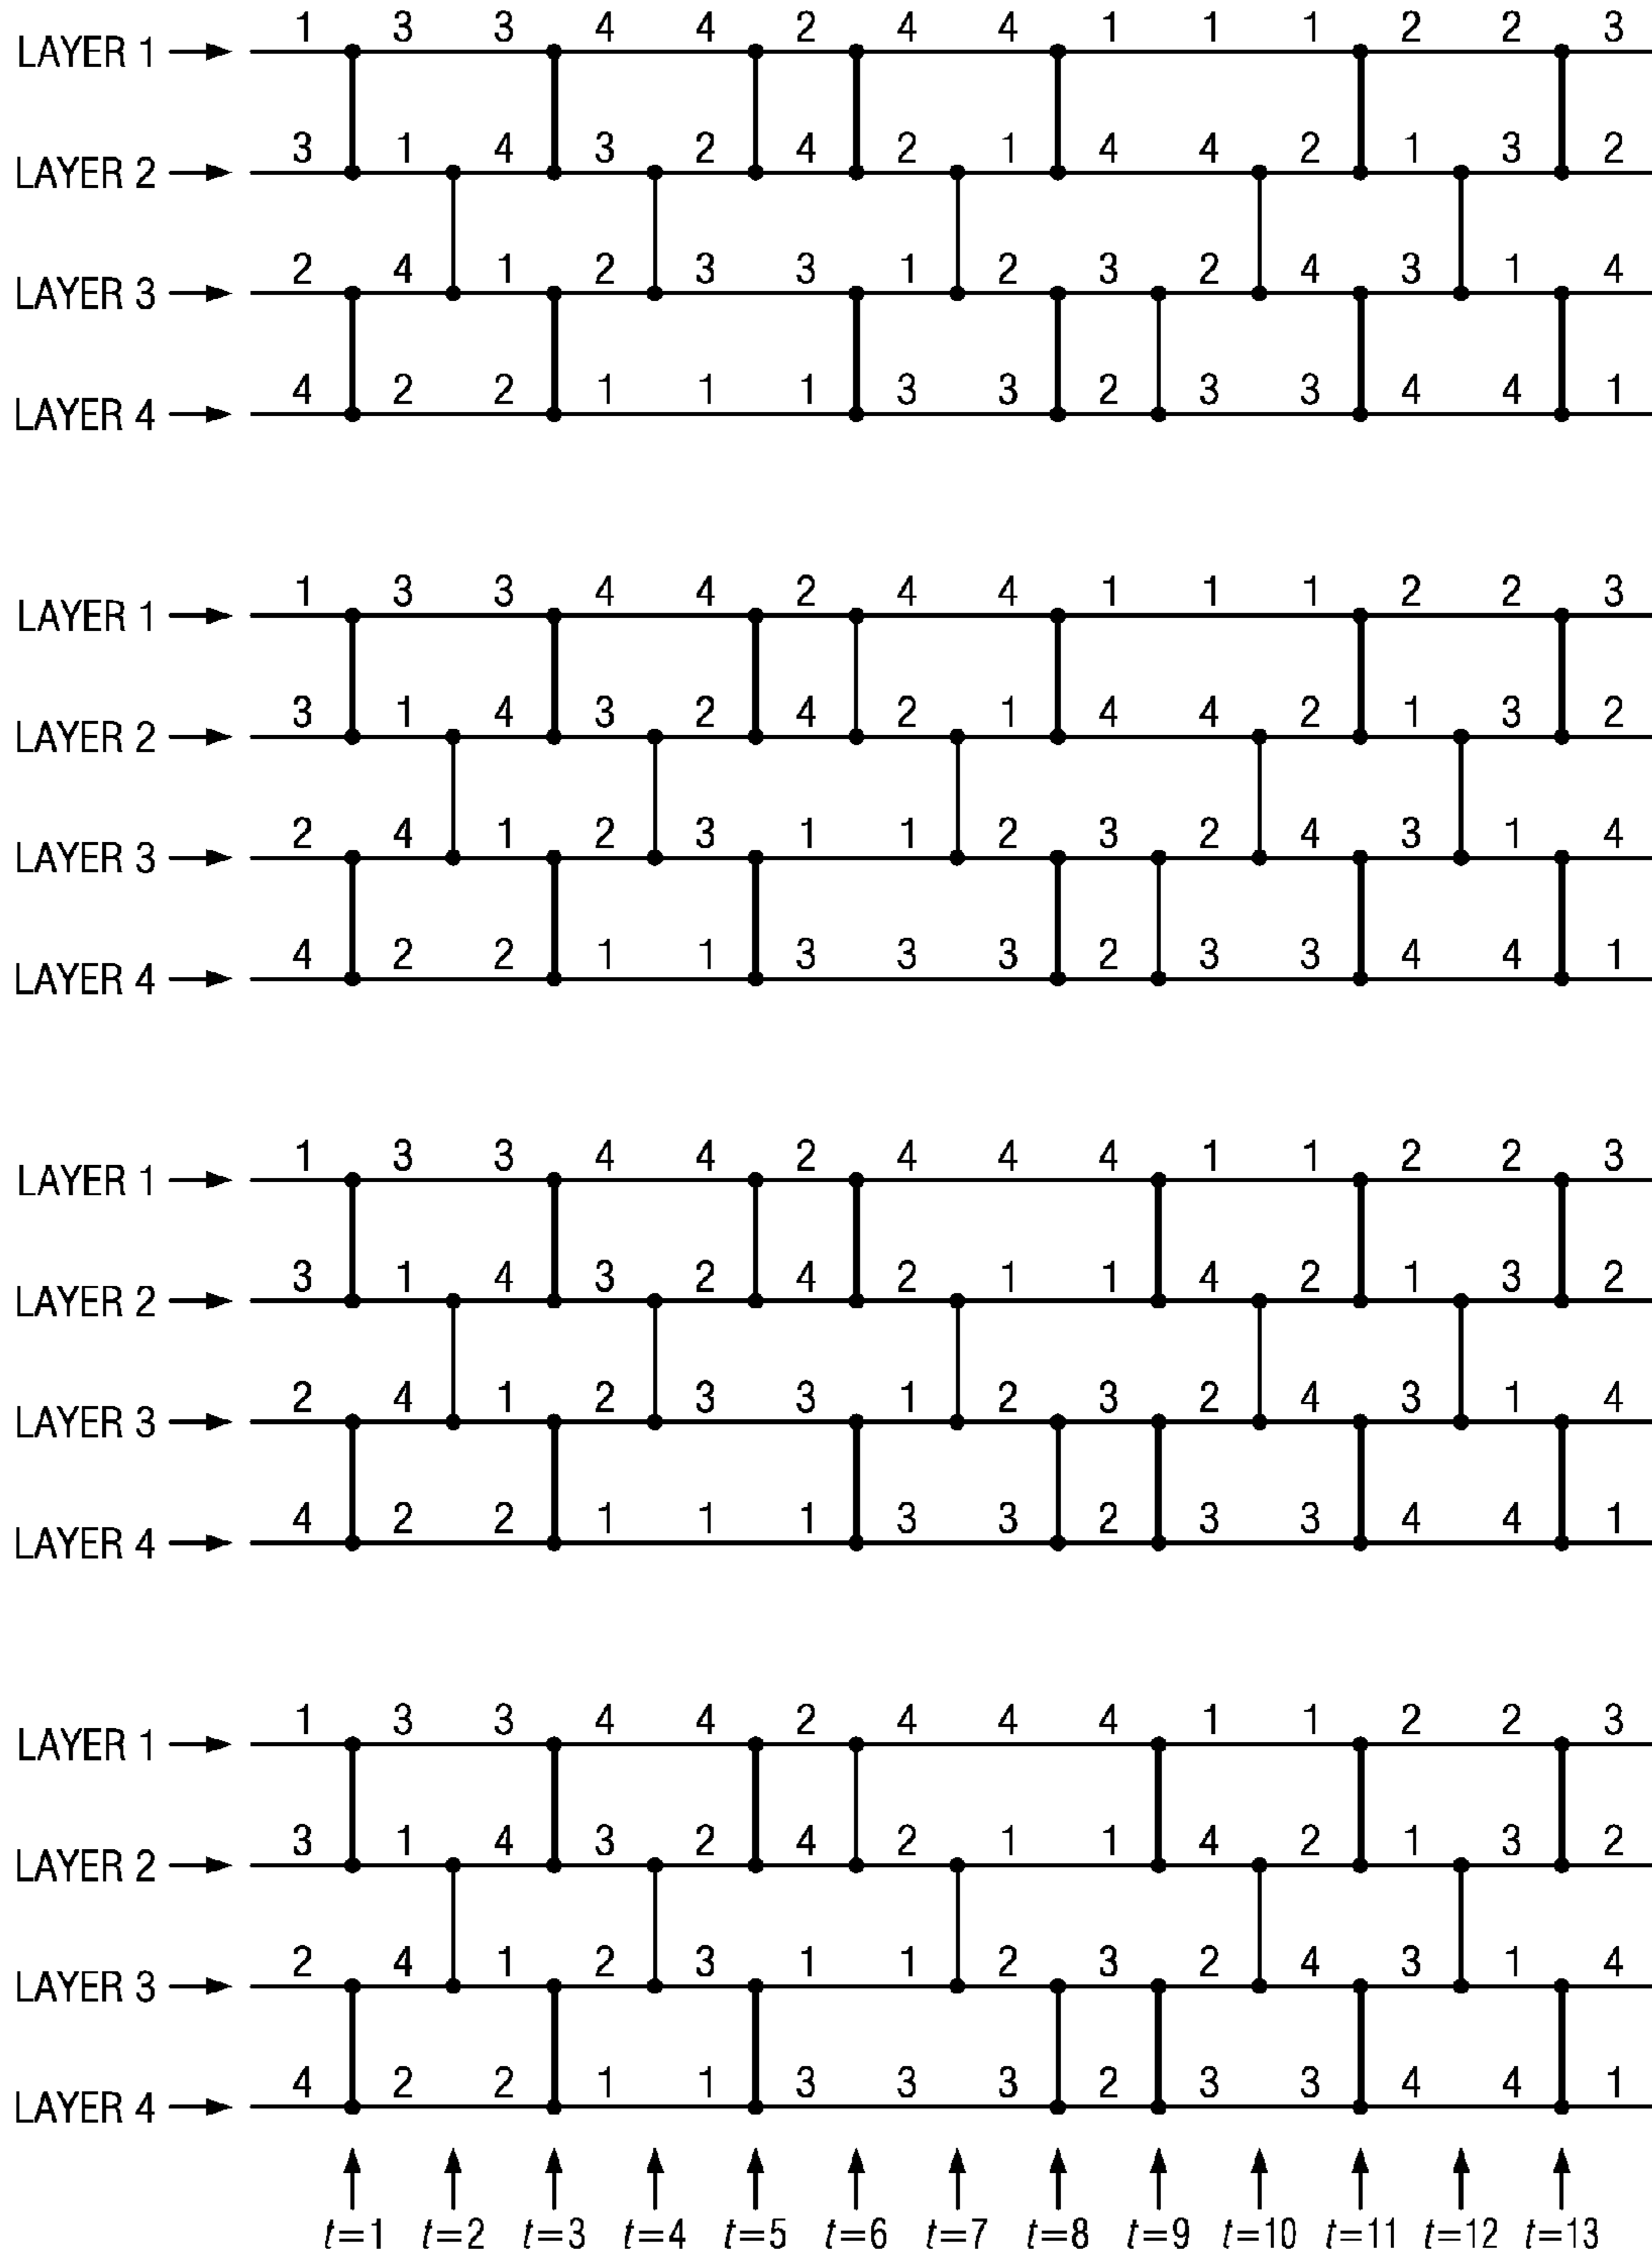 1 3 3 4 4 2 4 4 1 1 1 2 2 3
LAYER 1
3 1 4 3 2 4 2 1 4 4 2 1 3 2
LAYER 2
2 4 1 2 3 3 1 2 3 2 4 3 1 4
LAYER 3
4 2 2 1 1 1 3 3 2 3 3 4 4 1
LAYER 4
1 3 3 4 4 2 4 4 1 1 1 2 2 3
LAYER 1
3 1 4 3 2 4 2 1 4 4 2 1 3 2
LAYER 2
2 4 1 2 3 1 1 2 3 2 4 3 1 4
LAYER 3
4 2 2 1 1 3 3 3 2 3 3 4 4 1
LAYER 4
1 3 3 4 4 2 4 4 4 1 1 2 2 3
LAYER 1
3 1 4 3 2 4 2 1 1 4 2 1 3 2
LAYER 2
2 4 1 2 3 3 1 2 3 2 4 3 1 4
LAYER 3
4 2 2 1 1 1 3 3 2 3 3 4 4 1
LAYER 4
1 3 3 4 4 2 4 4 4 1 1 2 2 3
LAYER 1
3 1 4 3 2 4 2 1 1 4 2 1 3 2
LAYER 2
2 4 1 2 3 1 1 2 3 2 4 3 1 4
LAYER 3
4 2 2 1 1 3 3 3 2 3 3 4 4 1
LAYER 4
t=1 t=2 t=3 t=4 t=5 t=6 t=7 t=8 t=9 t=10 t=11 t=12 t=13